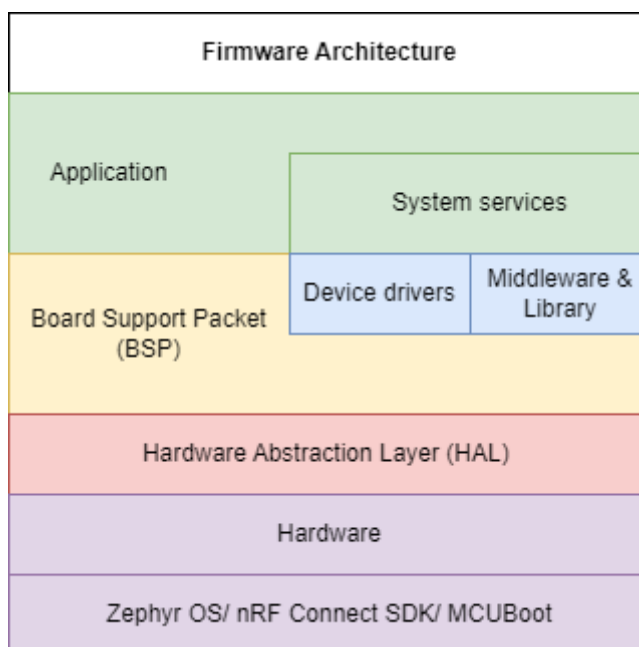 Firmware Architecture
Application
System services
Device drivers
Middleware &
Library
Board Support Packet
(BSP)
Hardware Abstraction Layer (HAL)
Hardware
Zephyr OS/ nRF Connect SDK/ MCUBoot